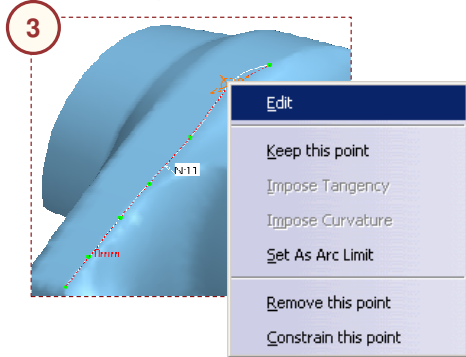 3
Edit
Keep this point
N:11
Impose Tangency
Impose Curvature
Set As Arc Limit
Remove this point
Constrain this point